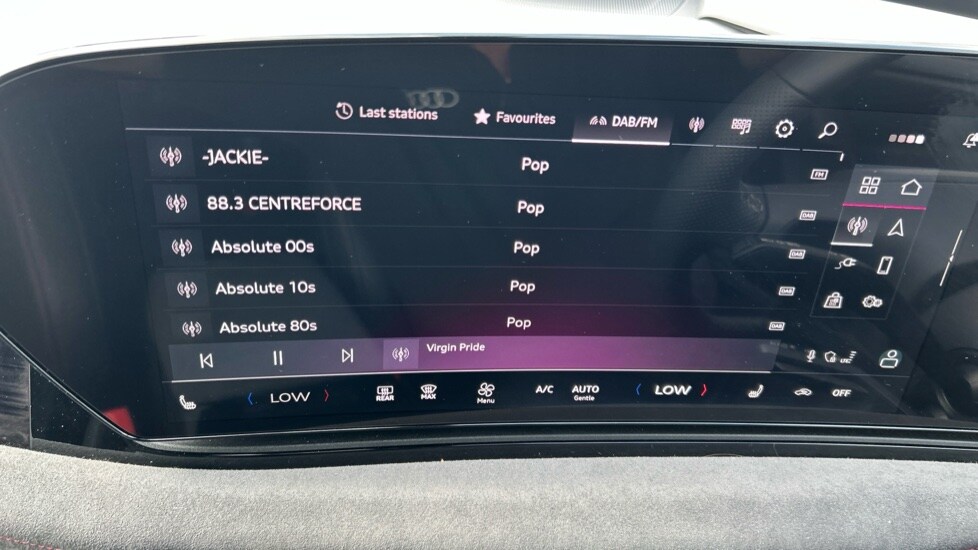 Last stations Favourites DAB/FM
-JACKIE- Pop FM
88.3 CENTREFORCE Pop DAB
Absolute 00s Pop DAB
Absolute 10s Pop DAB
Absolute 80s Pop DAB
Virgin Pride LTE
LOW REAR MAX Menu A/C AUTO Gentle LOW OFF